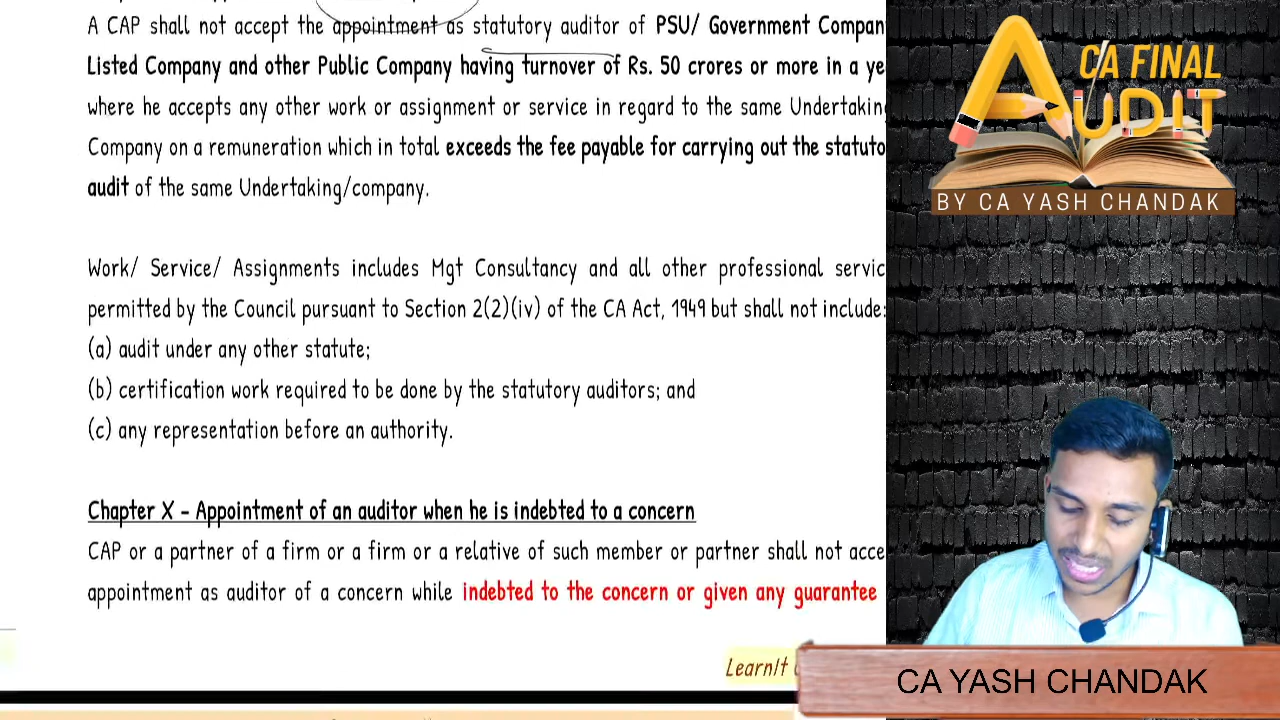 A CAP shall not accept the appointment as statutory auditor of PSU/ Government Compan
Listed Company and other Public Company having turnover of Rs. 50 crores or more in a ye
where he accepts any other work or assignment or service in regard to the same Undertakin
Company on a remuneration which in total exceeds the fee payable for carrying out the statuto
audit of the same Undertaking/company.
Work/ Service/ Assignments includes Mgt Consultancy and all other professional servic
permitted by the Council pursuant to Section 2(2)(iv) of the CA Act, 1949 but shall not include:
(a) audit under any other statute;
(b) certification work required to be done by the statutory auditors; and
(c) any representation before an authority.
Chapter X – Appointment of an auditor when he is indebted to a concern
CAP or a partner of a firm or a firm or a relative of such member or partner shall not acce
appointment as auditor of a concern while indebted to the concern or given any guarantee
LearnIt
CA FINAL
AUDIT
BY CA YASH CHANDAK
CA YASH CHANDAK